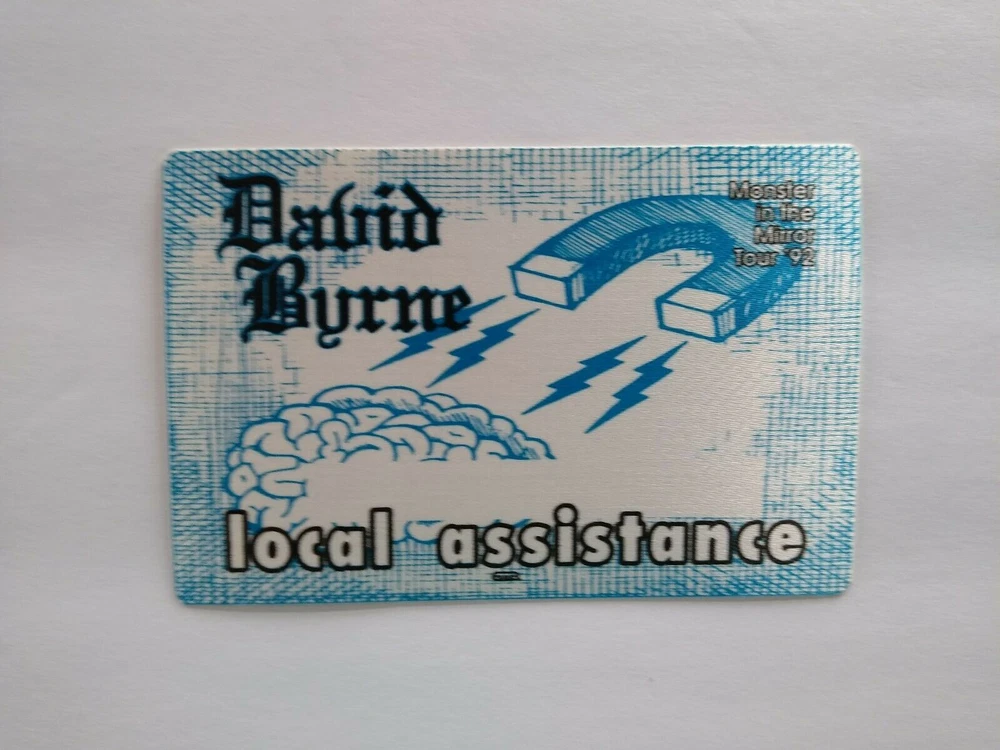 David
Byrne
Monster
in the
Mirror
Tour '92
local assistance